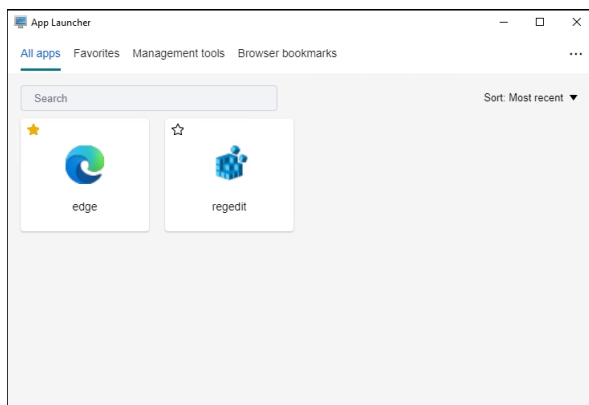 App Launcher
All apps Favorites Management tools Browser bookmarks
Search
Sort: Most recent
edge
regedit